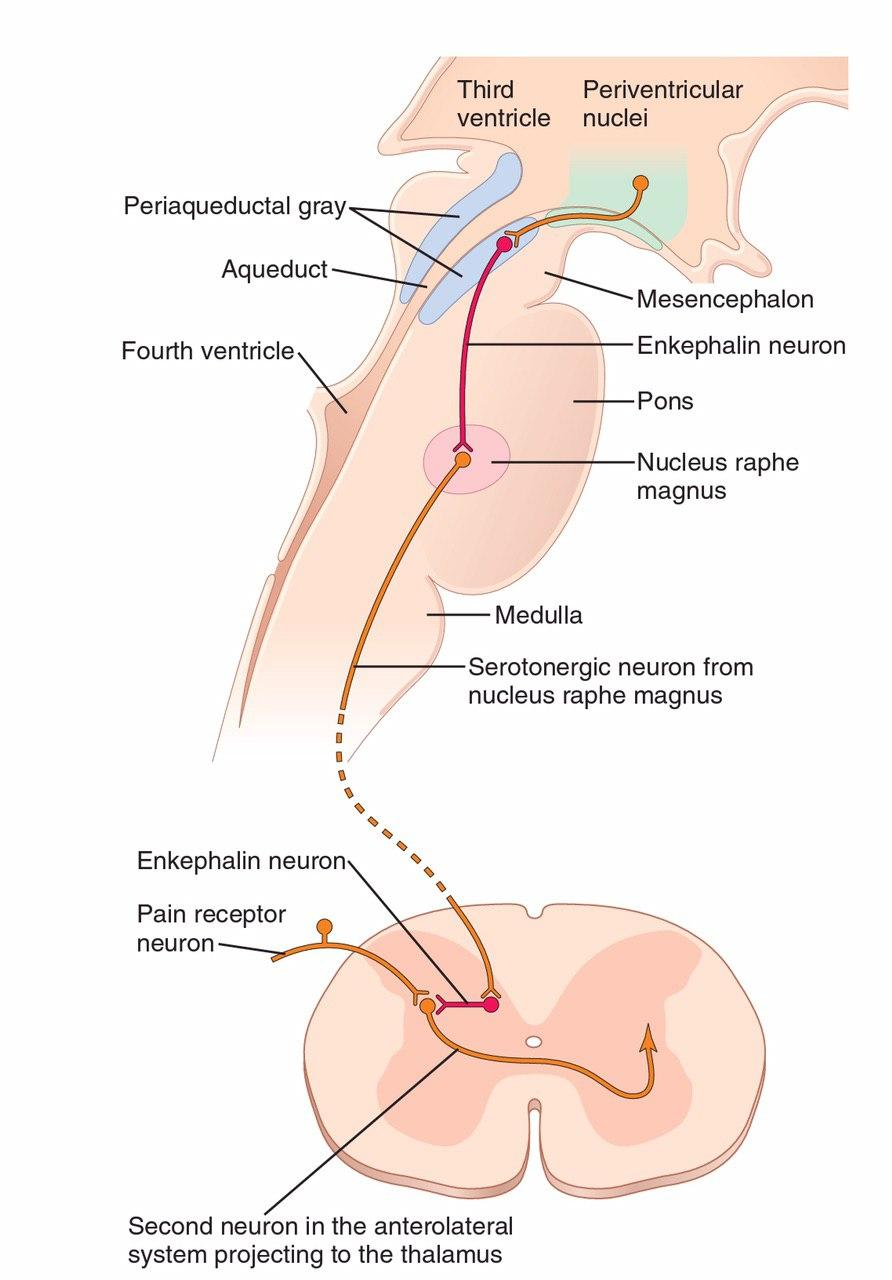 Third
ventricle
Periventricular
nuclei
Periaqueductal gray
Aqueduct
Mesencephalon
Fourth ventricle
Enkephalin neuron
Pons
Nucleus raphe
magnus
Medulla
Serotonergic neuron from
nucleus raphe magnus
Enkephalin neuron
Pain receptor
neuron
Second neuron in the anterolateral
system projecting to the thalamus